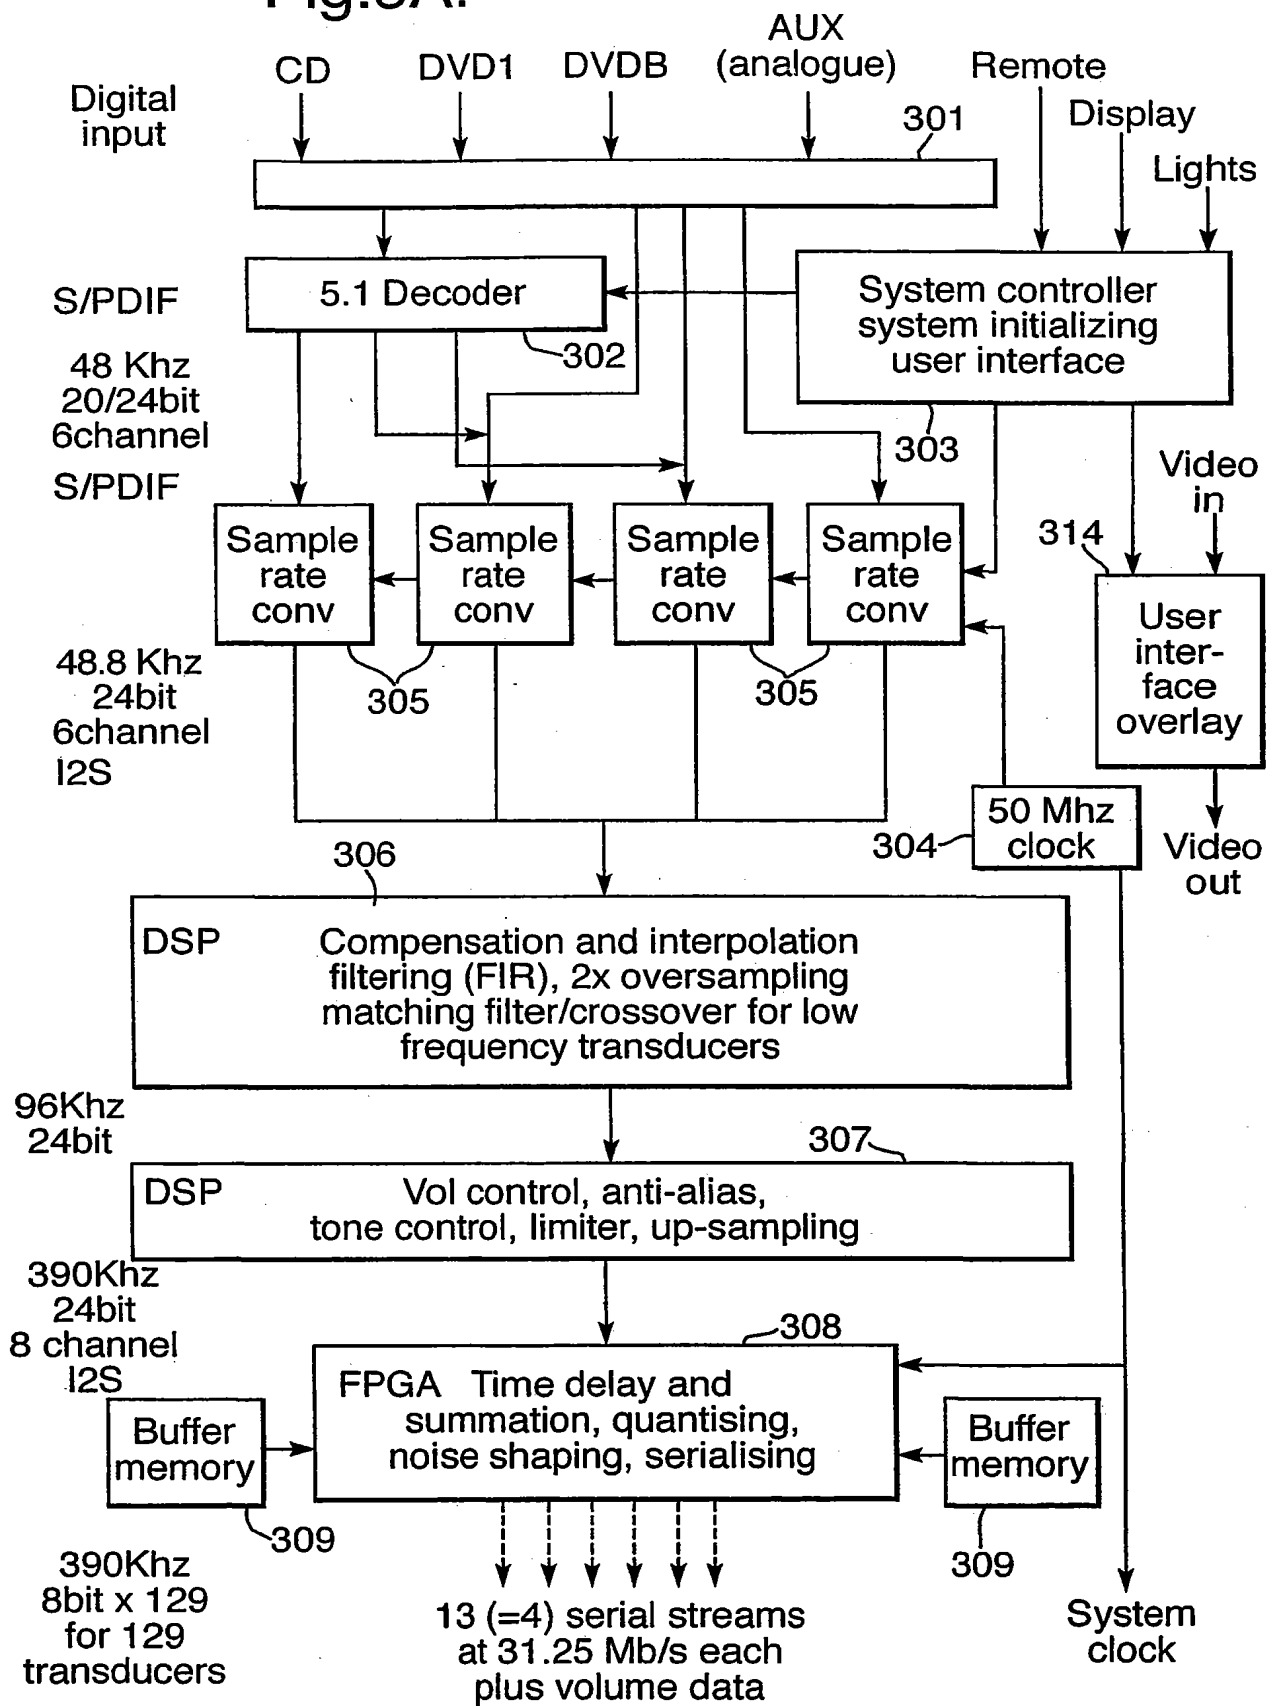 Fig.3A.
CD
DVD1
DVDB
AUX
(analogue)
Remote
Digital
input
301
Display
Lights
S/PDIF
5.1 Decoder
302
System controller
system initializing
user interface
303
48 Khz
20/24bit
6channel
S/PDIF
Video
in
314
Sample
rate
conv
Sample
rate
conv
Sample
rate
conv
Sample
rate
conv
User
inter-
face
overlay
305
305
48.8 Khz
24bit
6channel
I2S
50 Mhz
clock
304
Video
out
306
DSP
Compensation and interpolation
filtering (FIR), 2x oversampling
matching filter/crossover for low
frequency transducers
96Khz
24bit
307
DSP
Vol control, anti-alias,
tone control, limiter, up-sampling
390Khz
24bit
8 channel
I2S
308
FPGA Time delay and
summation, quantising,
noise shaping, serialising
Buffer
memory
309
Buffer
memory
309
390Khz
8bit x 129
for 129
transducers
13 (=4) serial streams
at 31.25 Mb/s each
plus volume data
System
clock